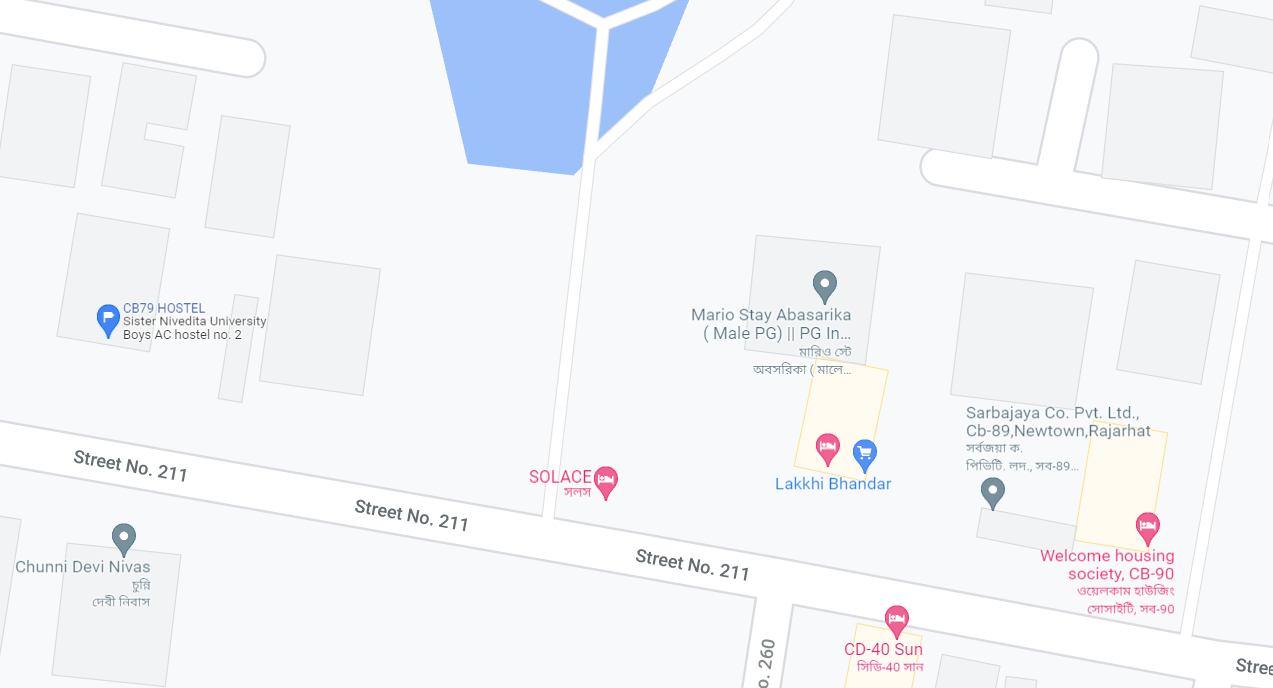 CB79 HOSTEL
Sister Nivedita University
Boys AC hostel no. 2
Mario Stay Abasarika
( Male PG) || PG In...
মারিও স্টে
অবসরিকা ( মালে...
Sarbajaya Co. Pvt. Ltd.,
Cb-89,Newtown,Rajarhat
সর্বজয়া ক.
পিভিটি. লদ., সব-89...
Street No. 211
SOLACE
সলস
Lakkhi Bhandar
Street No. 211
Street No. 211
Chunni Devi Nivas
চুন্নি
দেবী নিবাস
Welcome housing
society, CB-90
ওয়েলকাম হাউজিং
সোসাইটি, সব-90
CD-40 Sun
সিডি-40 সান
o. 260
Stree